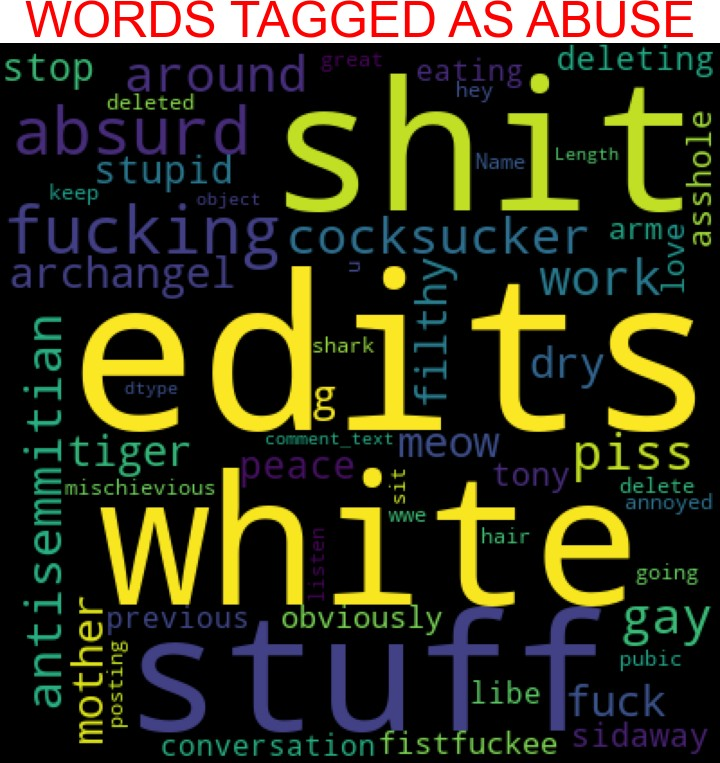 WORDS TAGGED AS ABUSE
stop
around
great
eating
deleting
hey
deleted
absurd
shit
stupid
Name
Length
asshole
keep
object
fucking
cocksucker
arme
love
archangel
u
filthy
work
antisemmitian
edits
shark
dry
dtype
g
tiger
comment_text
meow
piss
peace
tony
mischievious
sit
delete
annoyed
white
wwe
listen
hair
going
mother
previous
obviously
gay
posting
stuff
pubic
libe
fuck
conversation
fistfuckee
sidaway